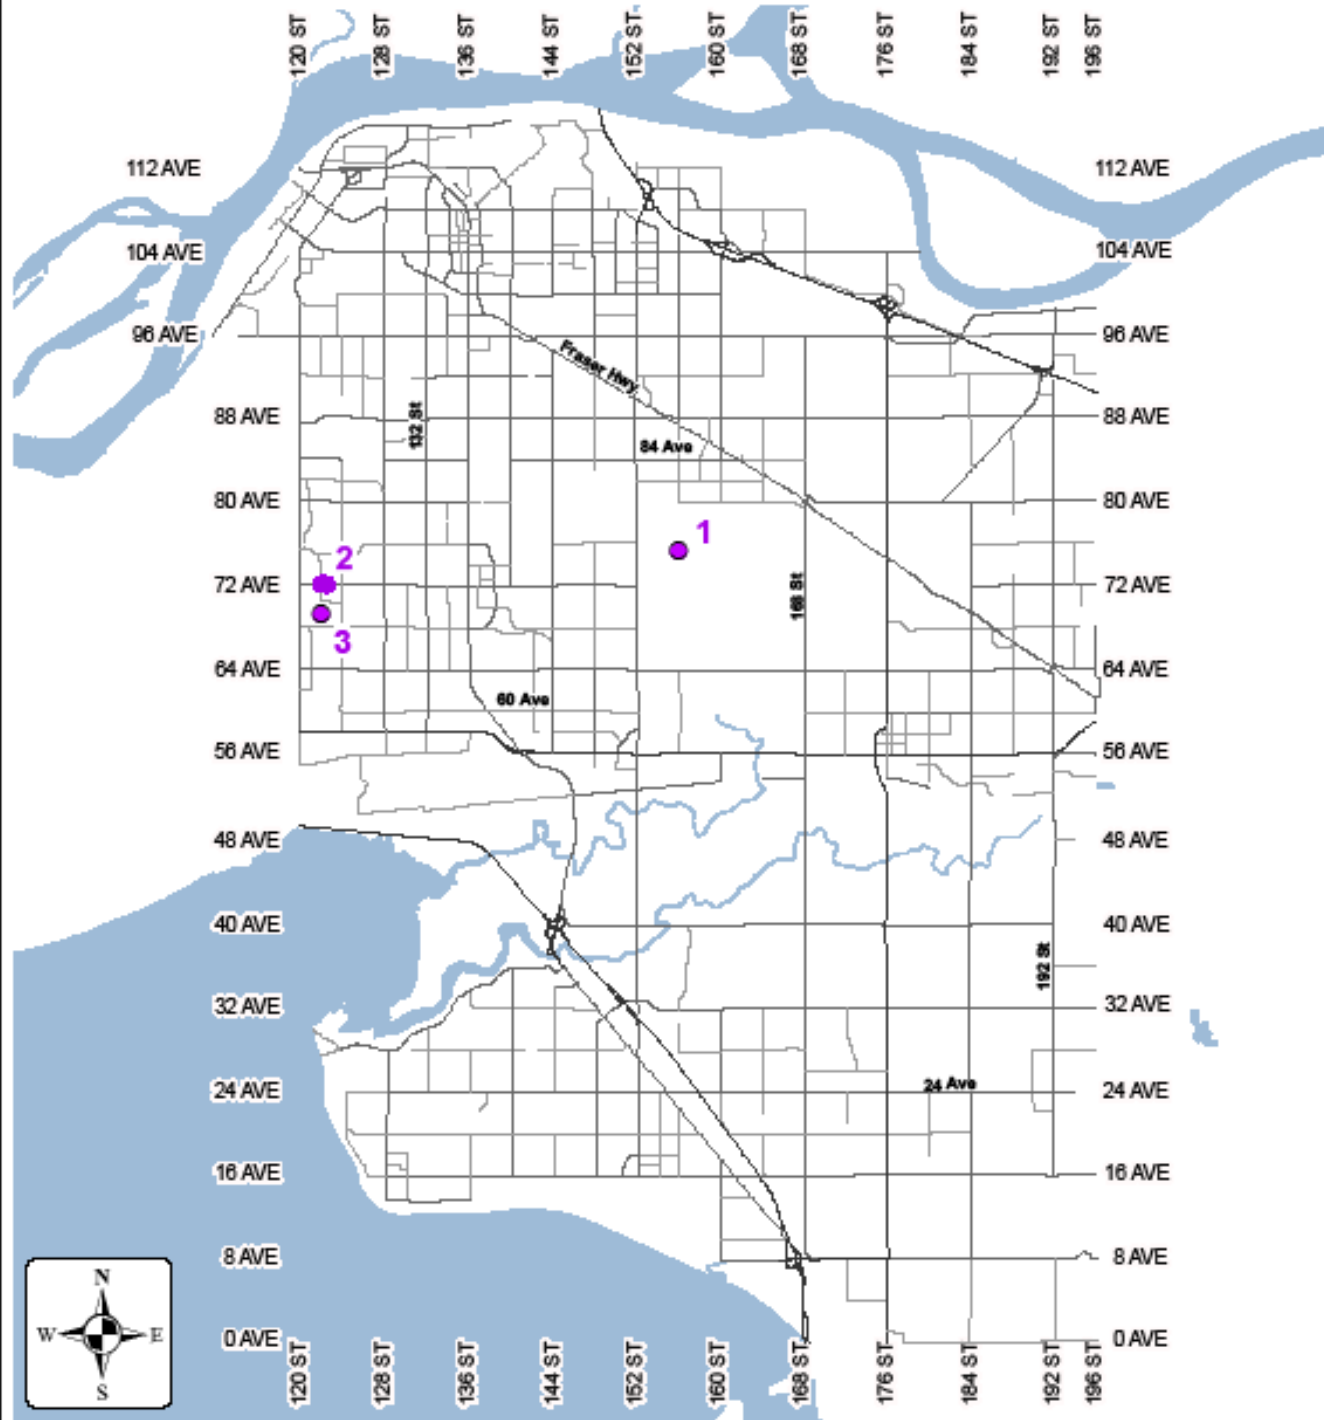 120 ST
128 ST
136 ST
144 ST
152 ST
160 ST
168 ST
176 ST
184 ST
192 ST
196 ST
112 AVE
112 AVE
104 AVE
104 AVE
96 AVE
96 AVE
Fraser Hwy
132 St
88 AVE
88 AVE
84 Ave
80 AVE
80 AVE
1
2
72 AVE
168 St
72 AVE
3
64 AVE
64 AVE
60 Ave
56 AVE
56 AVE
48 AVE
48 AVE
40 AVE
40 AVE
192 St
32 AVE
32 AVE
24 AVE
24 Ave
24 AVE
16 AVE
16 AVE
8 AVE
8 AVE
N
W E
S
0 AVE
0 AVE
120 ST
128 ST
136 ST
144 ST
152 ST
160 ST
168 ST
176 ST
184 ST
192 ST
196 ST